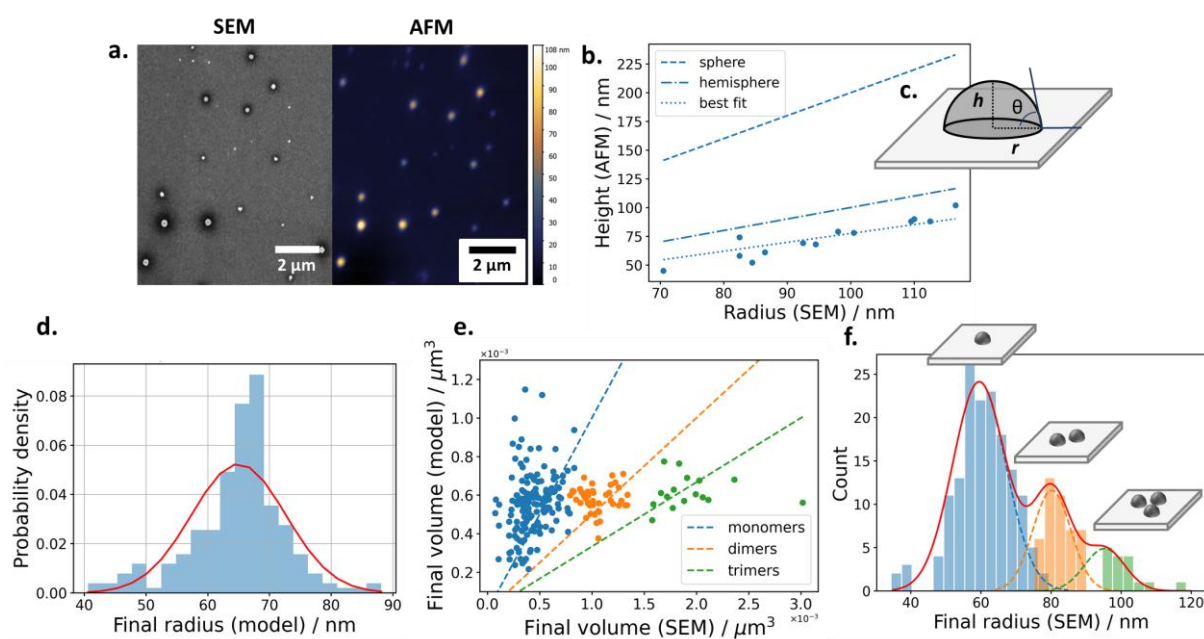 SEM
AFM
a.
2 μm
2 μm
108 nm
100
90
80
70
60
50
40
30
20
10
0
b.
Height (AFM) / nm
225
200
175
150
125
100
75
50
sphere
hemisphere
best fit
70 80 90 100 110
Radius (SEM) / nm
c.
h
θ
r
d.
Probability density
0.08
0.06
0.04
0.02
0.00
40 50 60 70 80 90
Final radius (model) / nm
e.
×10⁻³
Final volume (model) / μm³
1.2
1.0
0.8
0.6
0.4
0.2
monomers
dimers
trimers
0.0 0.5 1.0 1.5 2.0 2.5 3.0
Final volume (SEM) / μm³
×10⁻³
f.
Count
25
20
15
10
5
0
40 60 80 100 120
Final radius (SEM) / nm